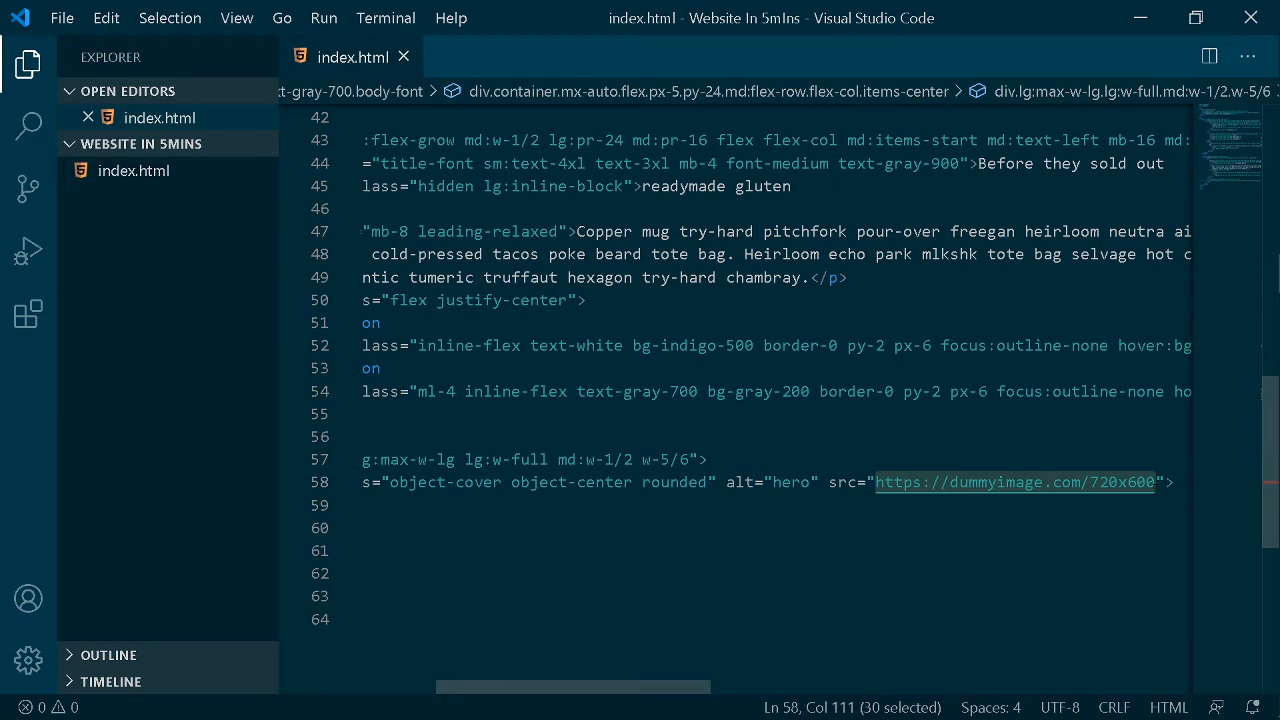 File Edit Selection View Go Run Terminal Help index.html - Website In 5mIns - Visual Studio Code
EXPLORER
index.html
OPEN EDITORS
index.html
WEBSITE IN 5MINS
index.html
OUTLINE
TIMELINE
xt-gray-700.body-font div.container.mx-auto.flex.px-5.py-24.md:flex-row.flex-col.items-center div.lg:max-w-lg.lg:w-full.md:w-1/2.w-5/6
42
43 :flex-grow md:w-1/2 lg:pr-24 md:pr-16 flex flex-col md:items-start md:text-left mb-16 md:
44 ="title-font sm:text-4xl text-3xl mb-4 font-medium text-gray-900">Before they sold out
45 lass="hidden lg:inline-block">readymade gluten
46
47 "mb-8 leading-relaxed">Copper mug try-hard pitchfork pour-over freegan heirloom neutra ai
48 cold-pressed tacos poke beard tote bag. Heirloom echo park mlkshk tote bag selvage hot c
49 ntic tumeric truffaut hexagon try-hard chambray.</p>
50 s="flex justify-center">
51 on
52 lass="inline-flex text-white bg-indigo-500 border-0 py-2 px-6 focus:outline-none hover:bg
53 on
54 lass="ml-4 inline-flex text-gray-700 bg-gray-200 border-0 py-2 px-6 focus:outline-none ho
55
56
57 g:max-w-lg lg:w-full md:w-1/2 w-5/6">
58 s="object-cover object-center rounded" alt="hero" src="https://dummyimage.com/720x600">
59
60
61
62
63
64
0 0 Ln 58, Col 111 (30 selected) Spaces: 4 UTF-8 CRLF HTML